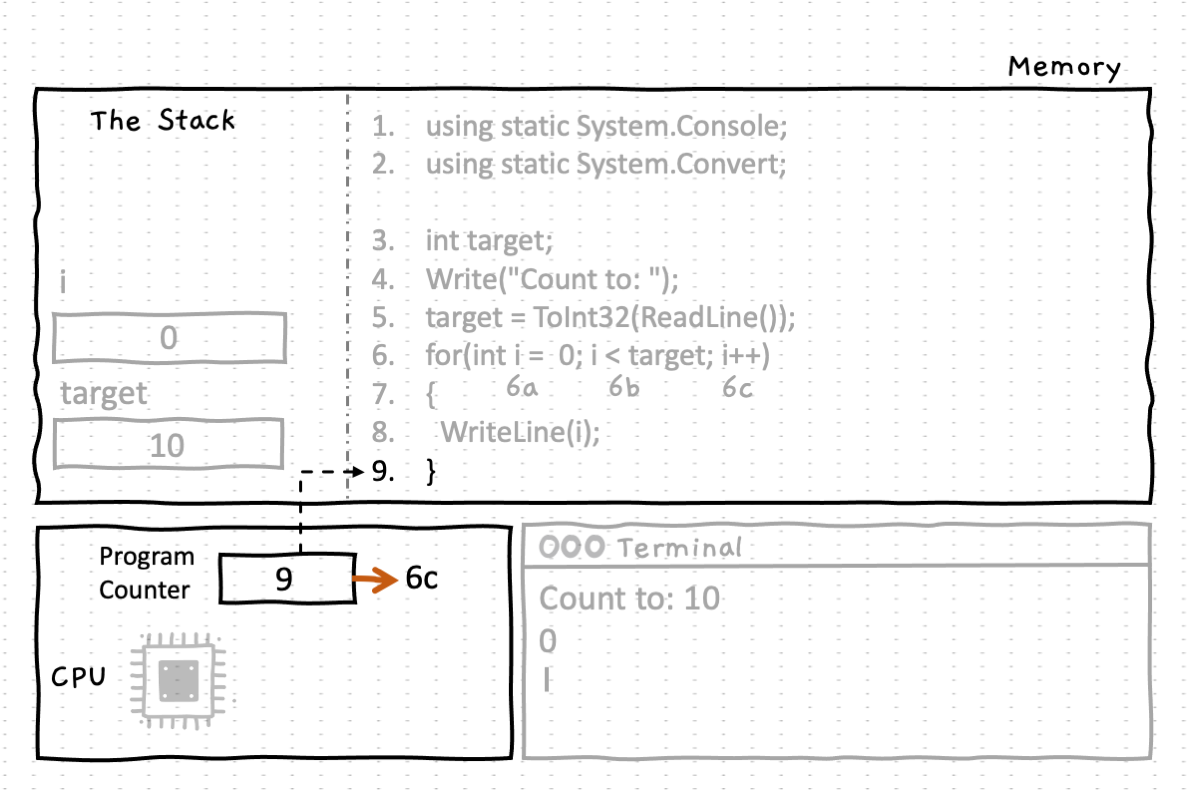 Memory
The Stack
1. using static System.Console;
2. using static System.Convert;
3. int target;
4. Write("Count to: ");
5. target = ToInt32(ReadLine());
6. for(int i = 0; i < target; i++)
7. { 6a 6b 6c
8. WriteLine(i);
9. }
i
0
target
10
Program
Counter
9
6c
CPU
Terminal
Count to: 10
0